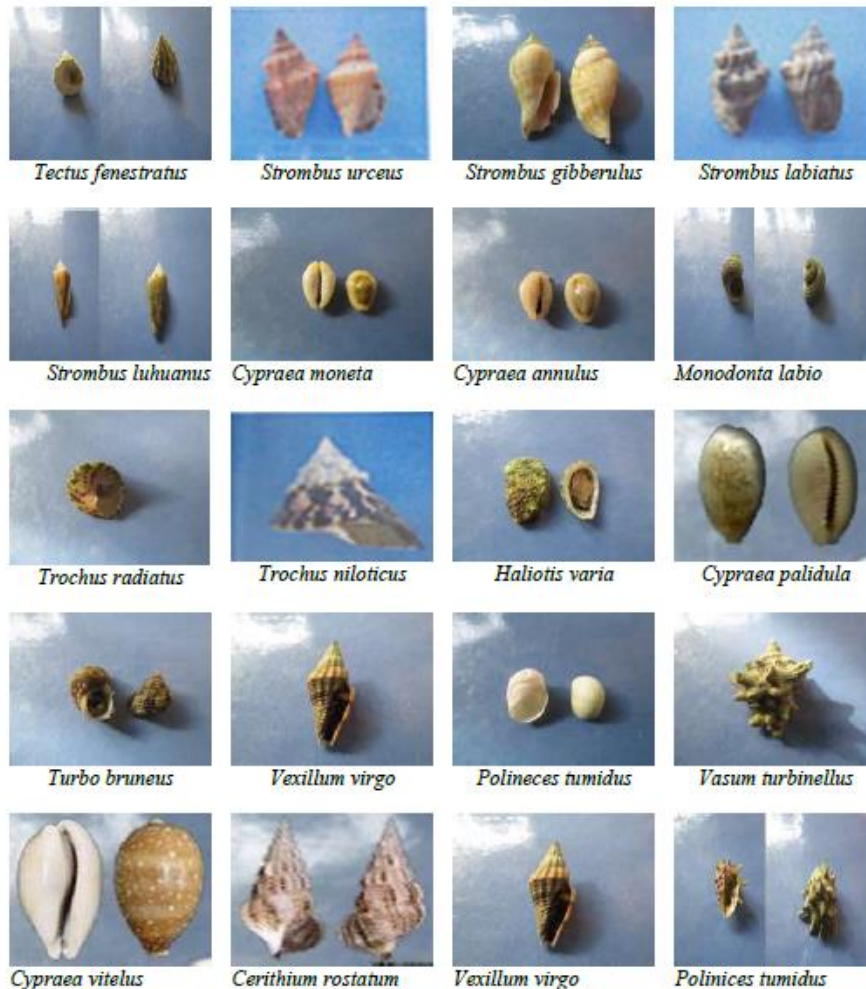 Tectus fenestratus
Strombus urceus
Strombus gibberulus
Strombus labiatus
Strombus luhuanus
Cypraea moneta
Cypraea annulus
Monodonta labio
Trochus radiatus
Trochus niloticus
Haliotis varia
Cypraea palidula
Turbo bruneus
Vexillum virgo
Polineces tumidus
Vasum turbinellus
Cypraea vitelus
Cerithium rostatum
Vexillum virgo
Polinices tumidus